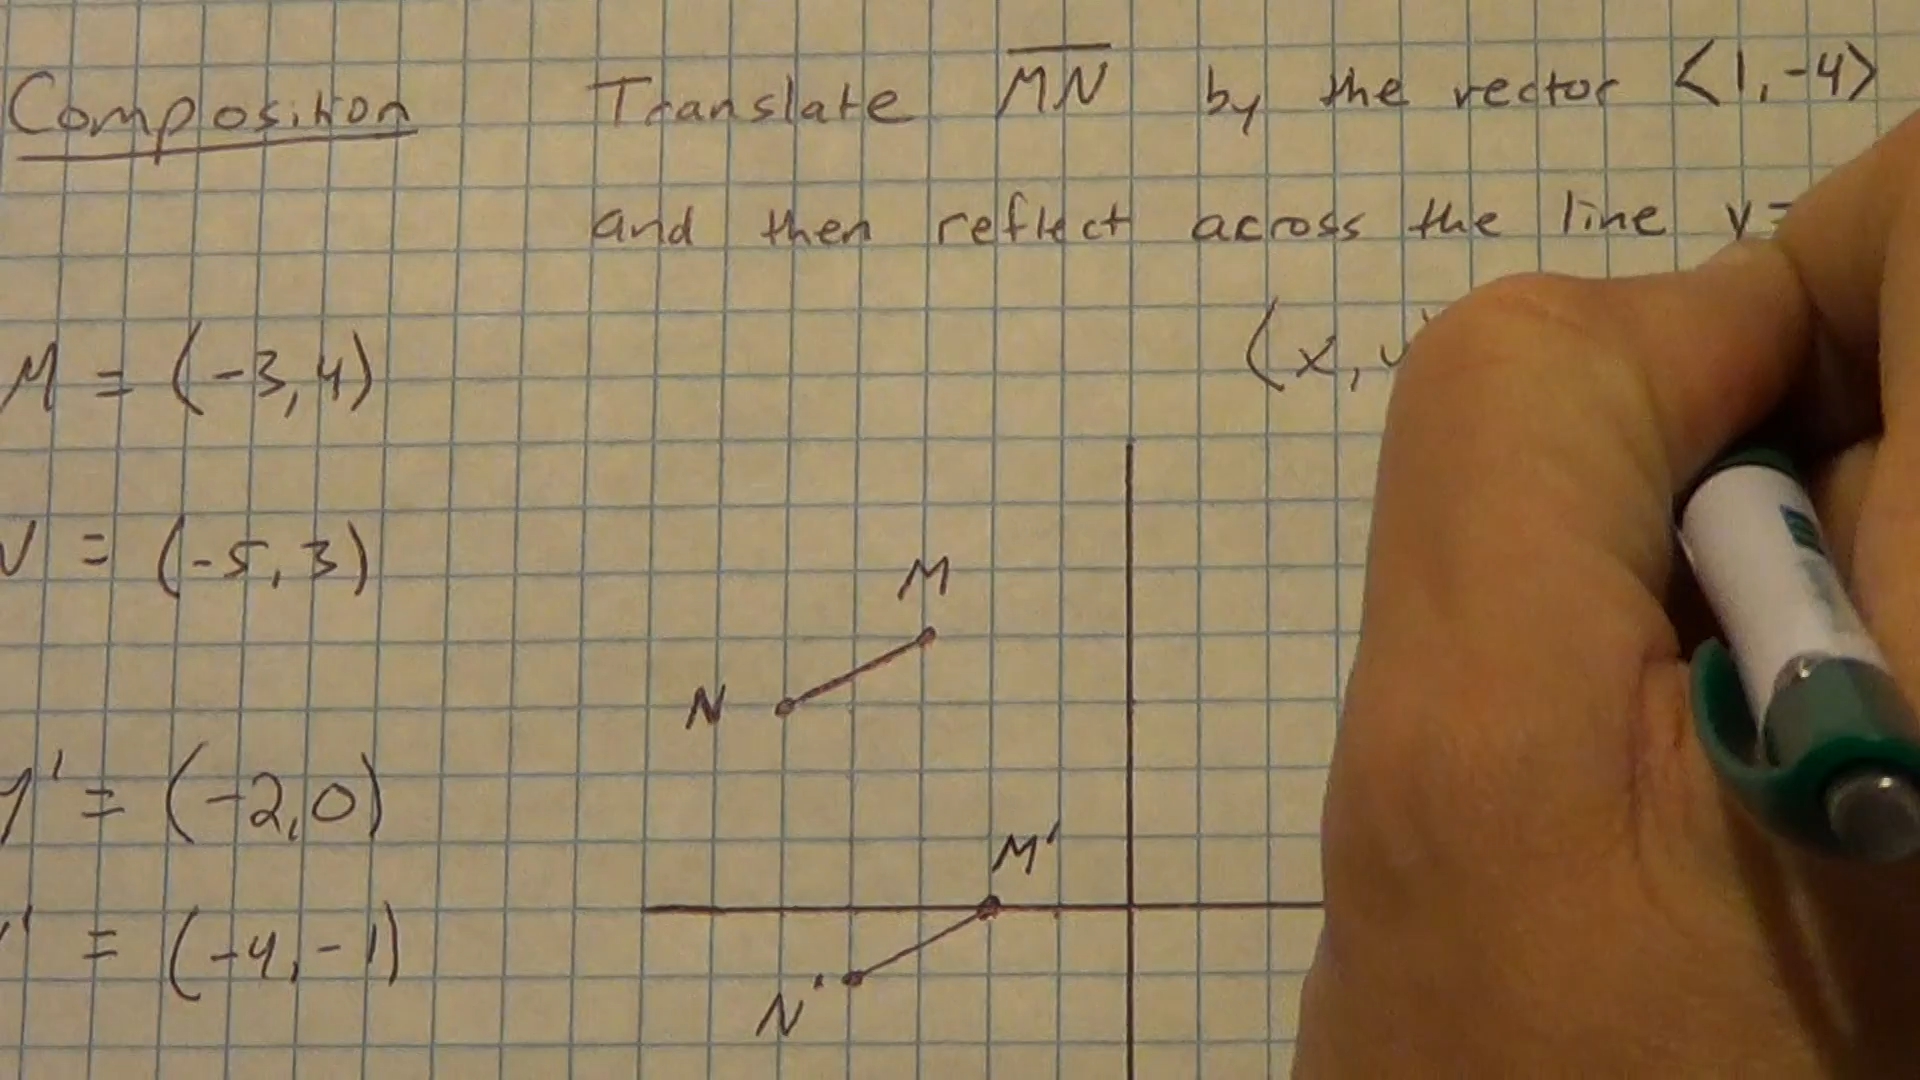 Composition Translate MN by the vector <1, -4>
and then reflect across the line y=
(x, y
M = (-3, 4)
N = (-5, 3)
M
N
M' = (-2, 0)
M'
N' = (-4, -1)
N'